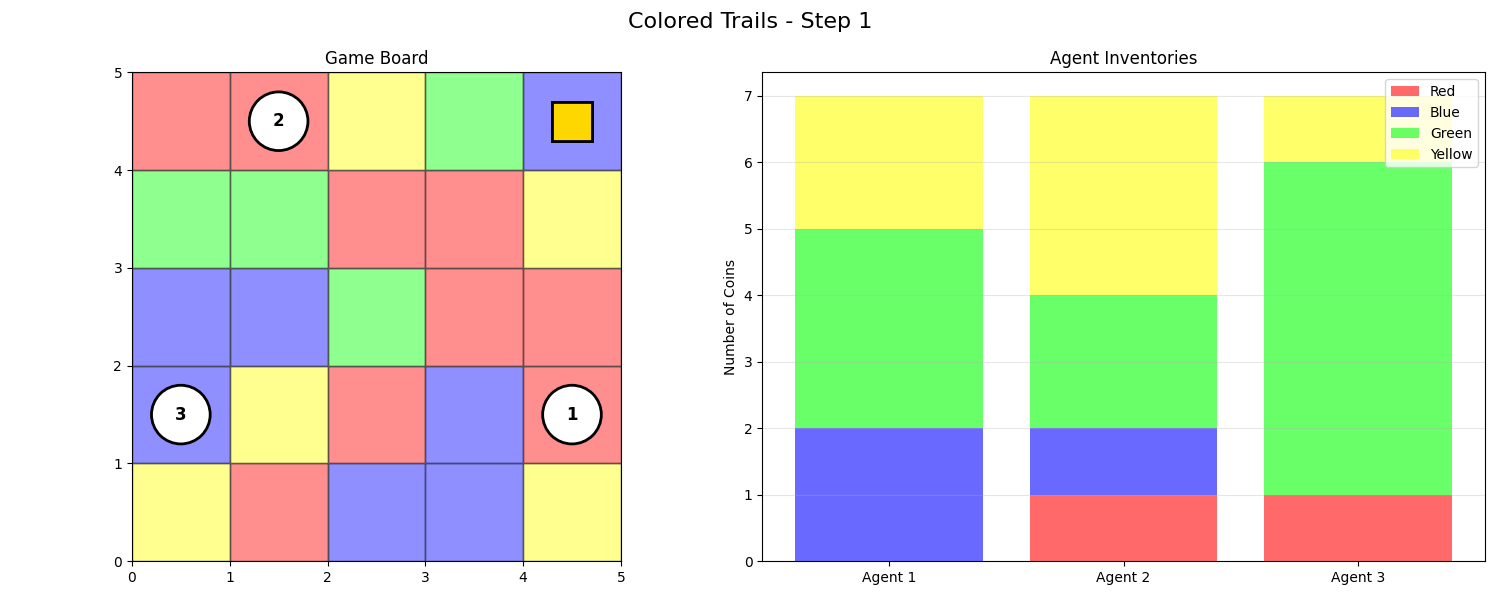 Colored Trails - Step 1
Game Board
5
4
3
2
1
0
0 1 2 3 4 5
2
3
1
Agent Inventories
Number of Coins
7
6
5
4
3
2
1
0
Agent 1 Agent 2 Agent 3
Red
Blue
Green
Yellow